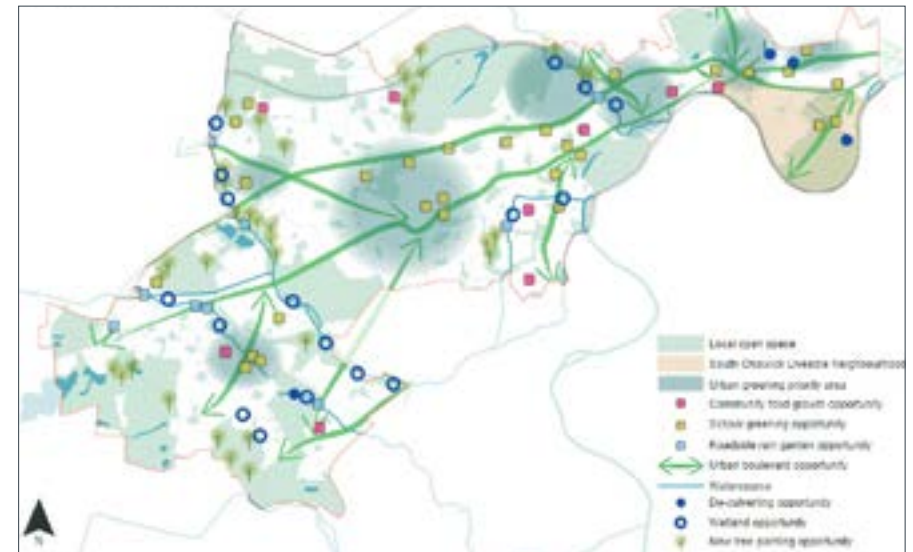 Local open space
South Chiswick Liveable Neighbourhood
Urban greening priority area
Community food growth opportunity
School greening opportunity
Roadside rain garden opportunity
Urban boulevard opportunity
Watercourse
De-culverting opportunity
Wetland opportunity
New tree planting opportunity
N